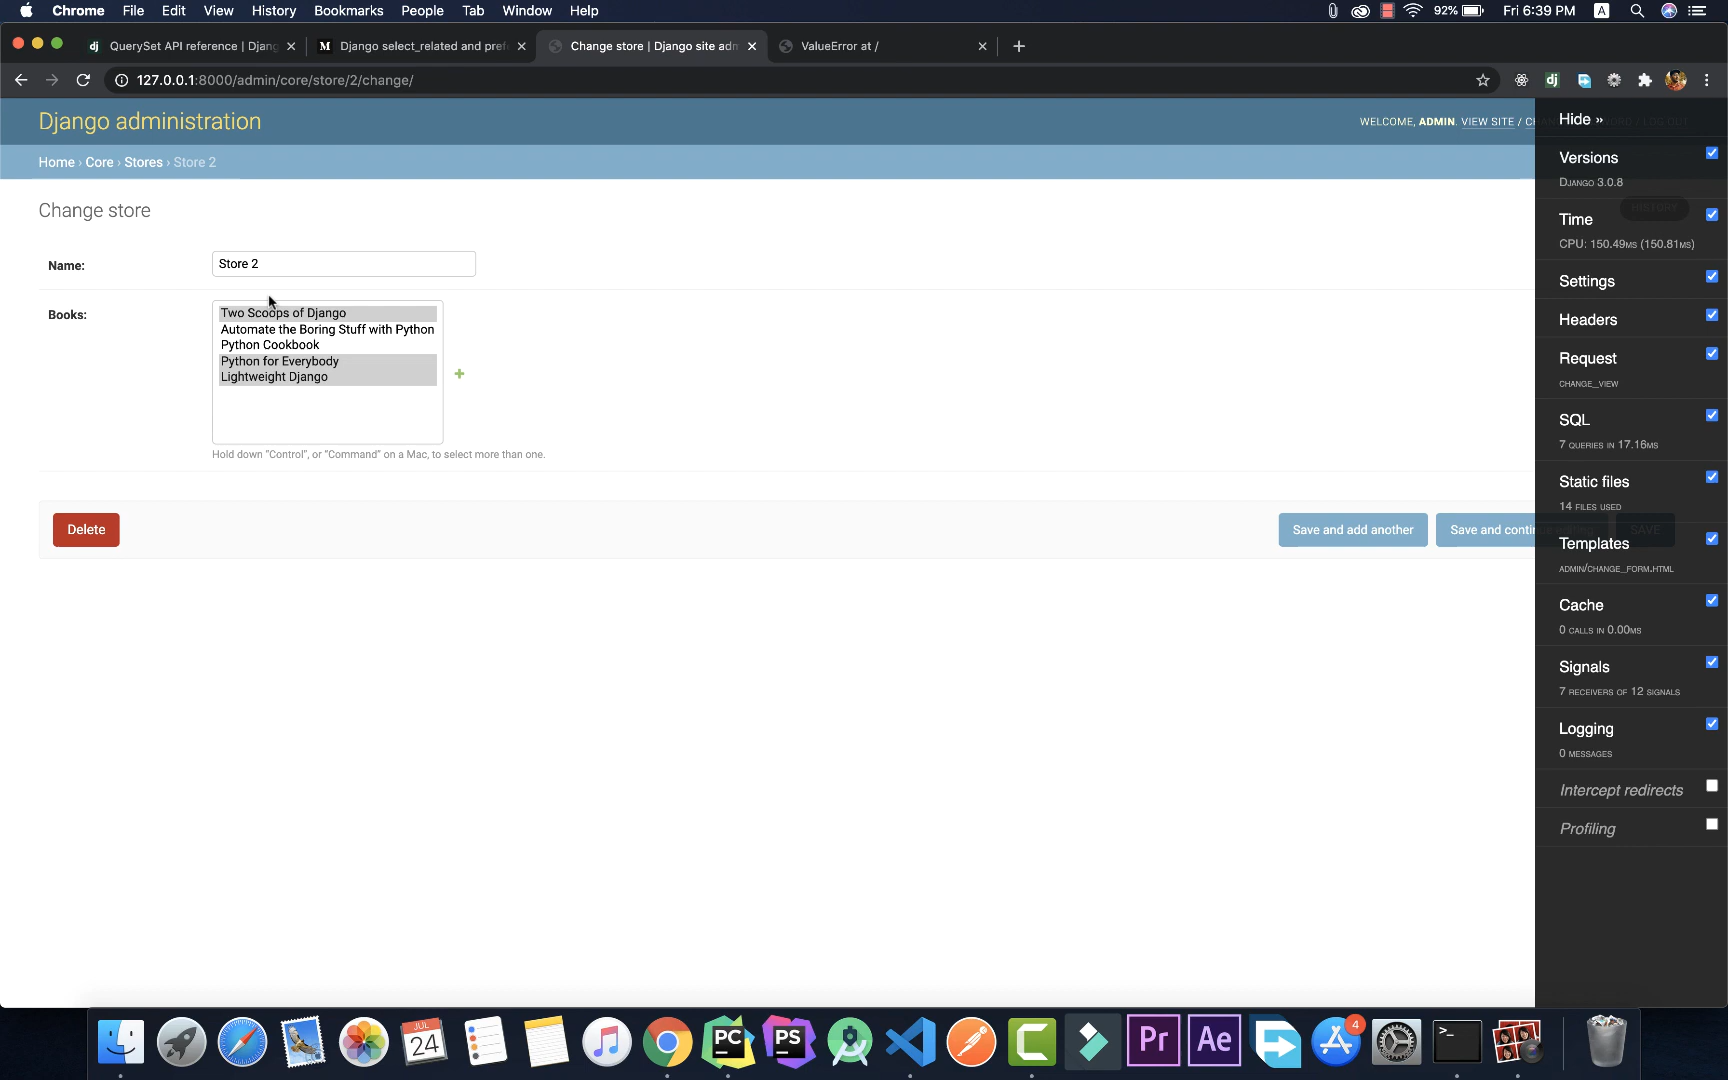 Chrome File Edit View History Bookmarks People Tab Window Help
92% Fri 6:39 PM A
dj QuerySet API reference | Djang
M Django select_related and pref
Change store | Django site adm
ValueError at /
127.0.0.1:8000/admin/core/store/2/change/
dj
Django administration
WELCOME, ADMIN. VIEW SITE /
Home › Core › Stores › Store 2
Change store
HISTORY
Name:
Store 2
Books:
Two Scoops of Django
Automate the Boring Stuff with Python
Python Cookbook
Python for Everybody
Lightweight Django
Hold down “Control”, or “Command” on a Mac, to select more than one.
Delete
Save and add another
Save and conti
SAVE
Hide »
Versions
DJANGO 3.0.8
Time
CPU: 150.49MS (150.81MS)
Settings
Headers
Request
CHANGE_VIEW
SQL
7 QUERIES IN 17.16MS
Static files
14 FILES USED
Templates
ADMIN/CHANGE_FORM.HTML
Cache
0 CALLS IN 0.00MS
Signals
7 RECEIVERS OF 12 SIGNALS
Logging
0 MESSAGES
Intercept redirects
Profiling
JUL
24
PC
PS
C
Pr
Ae
4
>_